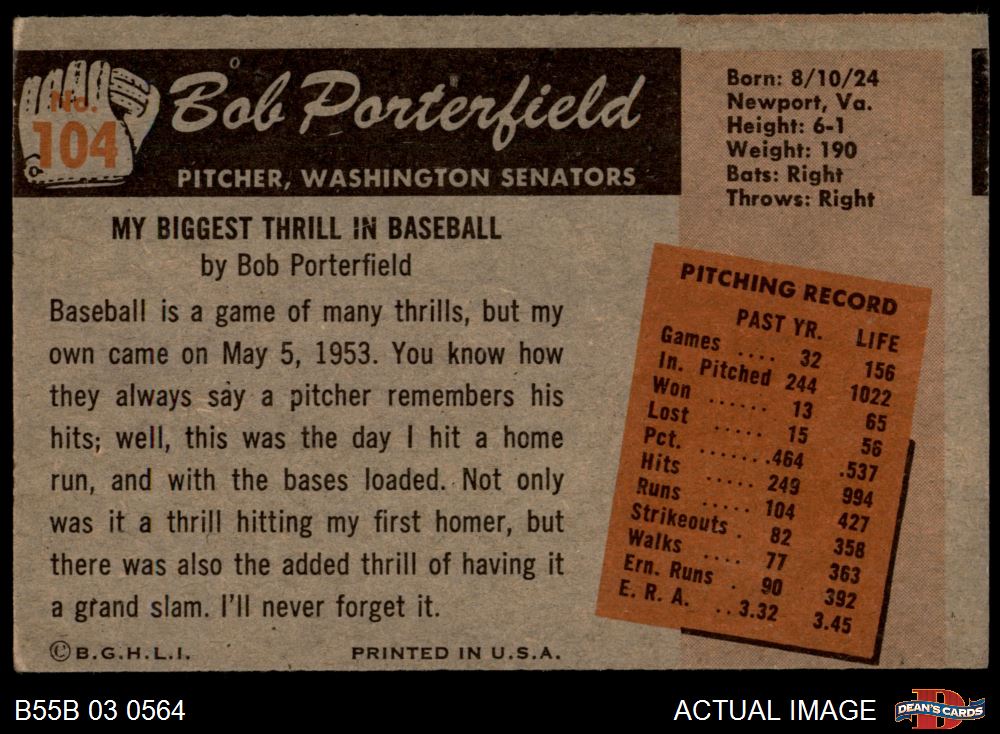 No.
104
Bob Porterfield
PITCHER, WASHINGTON SENATORS
Born: 8/10/24
Newport, Va.
Height: 6-1
Weight: 190
Bats: Right
Throws: Right
MY BIGGEST THRILL IN BASEBALL
by Bob Porterfield
Baseball is a game of many thrills, but my
own came on May 5, 1953. You know how
they always say a pitcher remembers his
hits; well, this was the day I hit a home
run, and with the bases loaded. Not only
was it a thrill hitting my first homer, but
there was also the added thrill of having it
a grand slam. I'll never forget it.
PITCHING RECORD
PAST YR. LIFE
Games .... 32 156
In. Pitched 244 1022
Won ...... 13 65
Lost ..... 15 56
Pct. .......464 .537
Hits ..... 249 994
Runs ..... 104 427
Strikeouts . 82 358
Walks .... 77 363
Ern. Runs . 90 392
E. R. A. ..3.32 3.45
© B.G.H.L.I. PRINTED IN U.S.A.
B55B 03 0564
ACTUAL IMAGE
DEAN'S CARDS